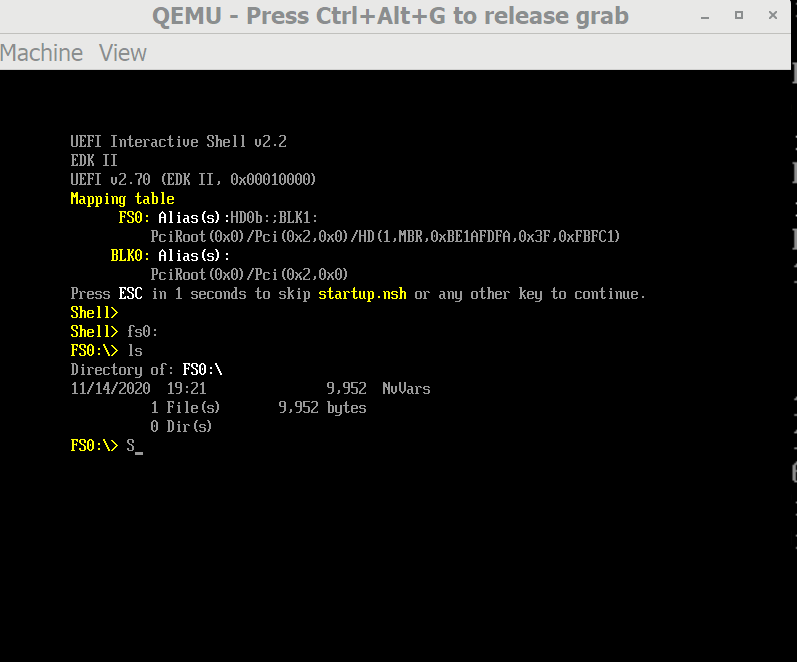 QEMU - Press Ctrl+Alt+G to release grab
Machine View
UEFI Interactive Shell v2.2
EDK II
UEFI v2.70 (EDK II, 0x00010000)
Mapping table
FS0: Alias(s):HD0b:;BLK1:
PciRoot(0x0)/Pci(0x2,0x0)/HD(1,MBR,0xBE1AFDFA,0x3F,0xFBFC1)
BLK0: Alias(s):
PciRoot(0x0)/Pci(0x2,0x0)
Press ESC in 1 seconds to skip startup.nsh or any other key to continue.
Shell>
Shell> fs0:
FS0:\> ls
Directory of: FS0:\
11/14/2020 19:21 9,952 NvVars
1 File(s) 9,952 bytes
0 Dir(s)
FS0:\> S_